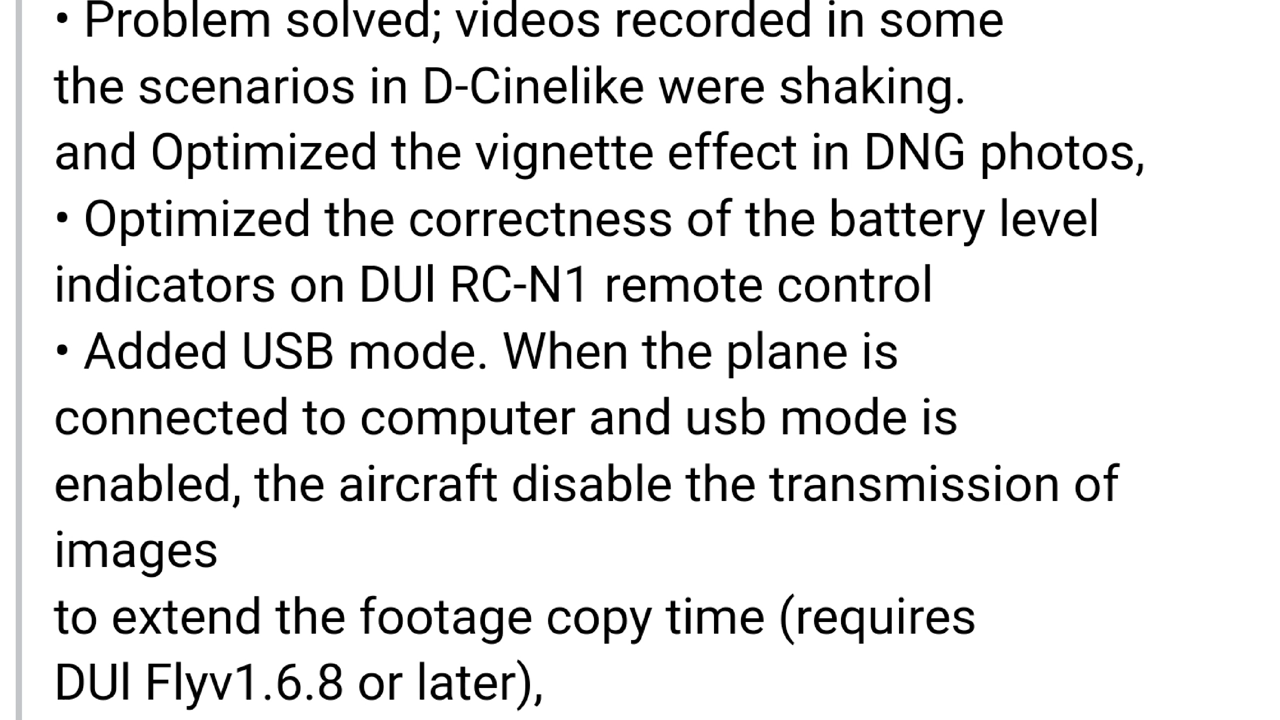 • Problem solved; videos recorded in some
the scenarios in D-Cinelike were shaking.
and Optimized the vignette effect in DNG photos,
• Optimized the correctness of the battery level
indicators on DUl RC-N1 remote control
• Added USB mode. When the plane is
connected to computer and usb mode is
enabled, the aircraft disable the transmission of
images
to extend the footage copy time (requires
DUl Flyv1.6.8 or later),